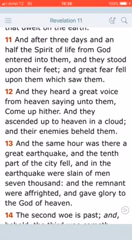 Revelation 11
that dwelt on the earth.
11 And after three days and an
half the Spirit of life from God
entered into them, and they stood
upon their feet; and great fear fell
upon them which saw them.
12 And they heard a great voice
from heaven saying unto them,
Come up hither. And they
ascended up to heaven in a cloud;
and their enemies beheld them.
13 And the same hour was there a
great earthquake, and the tenth
part of the city fell, and in the
earthquake were slain of men
seven thousand: and the remnant
were affrighted, and gave glory to
the God of heaven.
14 The second woe is past; and,